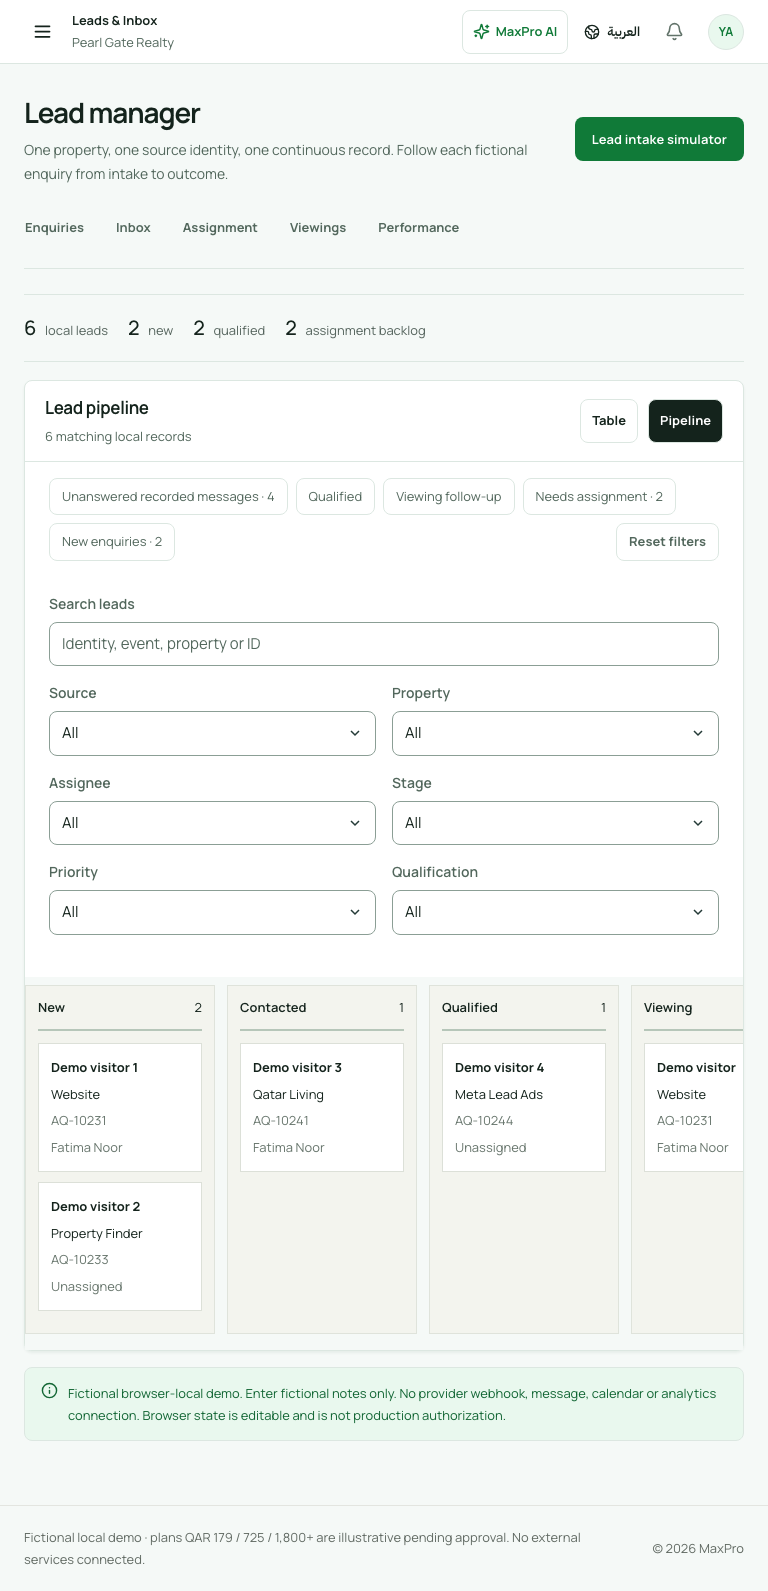 Leads & Inbox
Pearl Gate Realty
MaxPro AI
العربية
YA
Lead manager
One property, one source identity, one continuous record. Follow each fictional
enquiry from intake to outcome.
Lead intake simulator
Enquiries Inbox Assignment Viewings Performance
6 local leads 2 new 2 qualified 2 assignment backlog
Lead pipeline
6 matching local records
Table
Pipeline
Unanswered recorded messages · 4
Qualified
Viewing follow-up
Needs assignment · 2
New enquiries · 2
Reset filters
Search leads
Identity, event, property or ID
Source
Property
All
All
Assignee
Stage
All
All
Priority
Qualification
All
All
New 2
Demo visitor 1
Website
AQ-10231
Fatima Noor
Demo visitor 2
Property Finder
AQ-10233
Unassigned
Contacted 1
Demo visitor 3
Qatar Living
AQ-10241
Fatima Noor
Qualified 1
Demo visitor 4
Meta Lead Ads
AQ-10244
Unassigned
Viewing
Demo visitor
Website
AQ-10231
Fatima Noor
Fictional browser-local demo. Enter fictional notes only. No provider webhook, message, calendar or analytics
connection. Browser state is editable and is not production authorization.
Fictional local demo · plans QAR 179 / 725 / 1,800+ are illustrative pending approval. No external
services connected.
© 2026 MaxPro